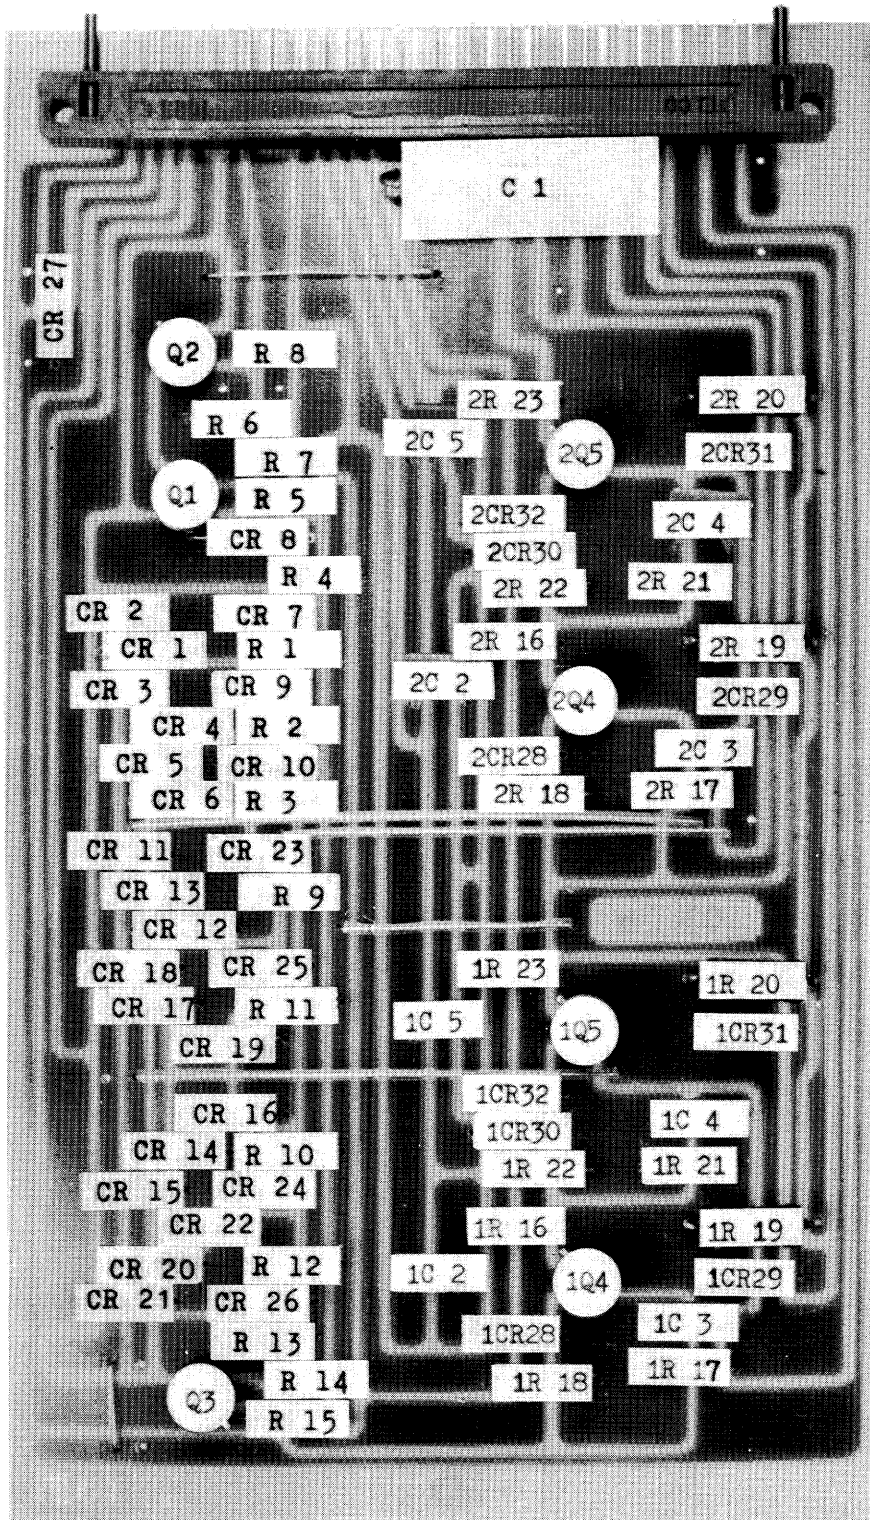 C 1
CR 27
Q2
R 8
2R 23
2R 20
R 6
2C 5
R 7
2Q5
2CR31
Q1
R 5
2CR32
2C 4
CR 8
2CR30
R 4
2R 22
2R 21
CR 2
CR 7
CR 1
R 1
2R 16
2R 19
CR 3
CR 9
2C 2
2Q4
2CR29
CR 4
R 2
2C 3
CR 5
CR 10
2CR28
CR 6
R 3
2R 18
2R 17
CR 11
CR 23
CR 13
R 9
CR 12
CR 18
CR 25
1R 23
1R 20
CR 17
R 11
1C 5
1Q5
1CR31
CR 19
1CR32
CR 16
1C 4
1CR30
CR 14
R 10
1R 22
1R 21
CR 15
CR 24
CR 22
1R 16
1R 19
CR 20
R 12
1C 2
1Q4
1CR29
CR 21
CR 26
1C 3
R 13
1CR28
1R 17
R 14
1R 18
Q3
R 15